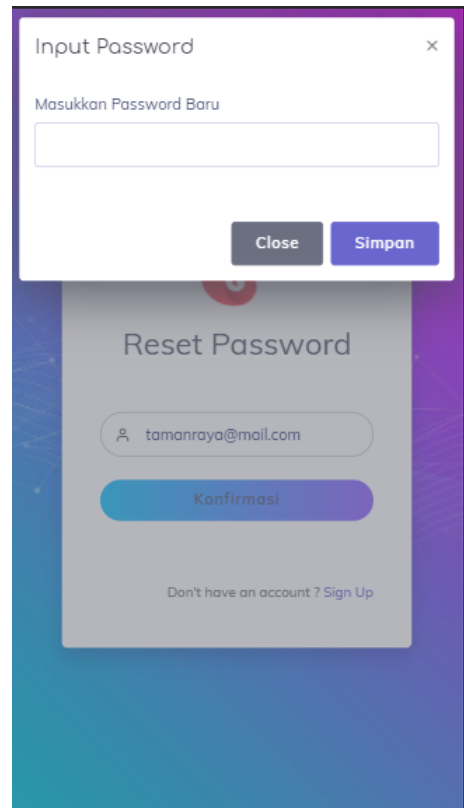 Input Password
×
Masukkan Password Baru
Close Simpan
Reset Password
tamanraya@mail.com
Konfirmasi
Don't have an account ? Sign Up